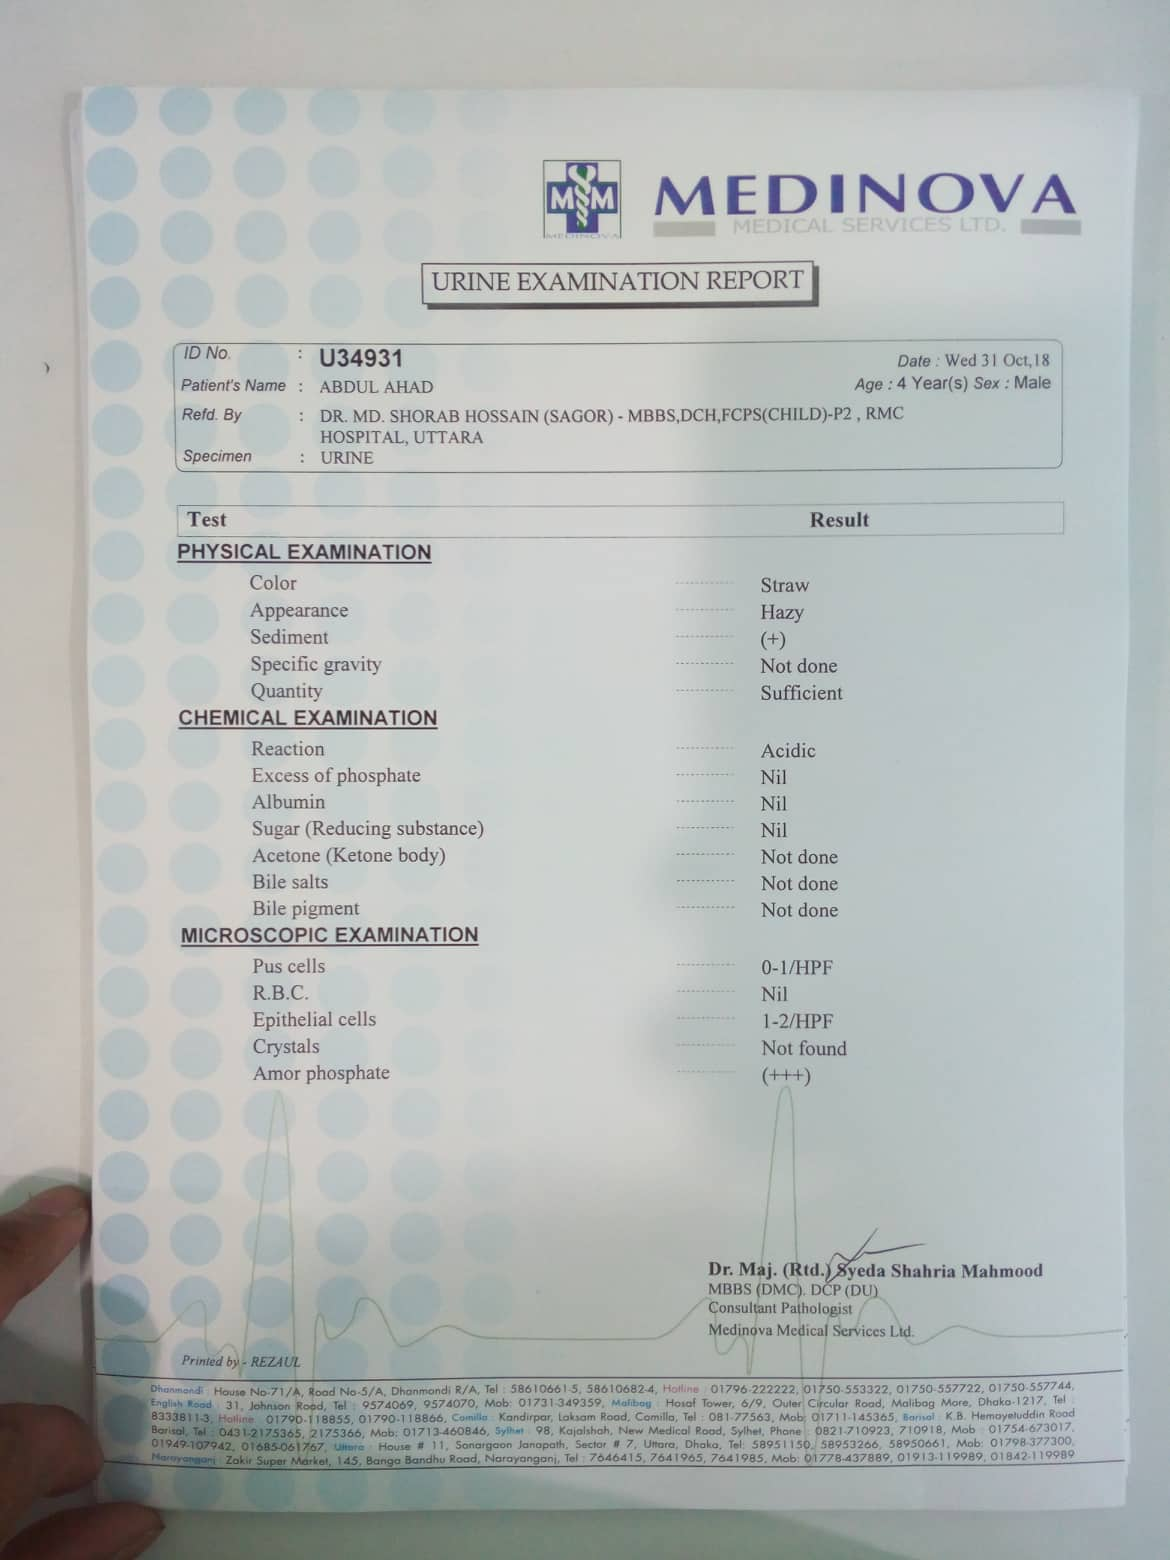 MSM
MEDINOVA
MEDINOVA
MEDICAL SERVICES LTD.
URINE EXAMINATION REPORT
ID No. : U34931 Date : Wed 31 Oct,18
Patient's Name : ABDUL AHAD Age : 4 Year(s) Sex : Male
Refd. By : DR. MD. SHORAB HOSSAIN (SAGOR) - MBBS,DCH,FCPS(CHILD)-P2 , RMC
HOSPITAL, UTTARA
Specimen : URINE
Test Result
PHYSICAL EXAMINATION
Color ---------- Straw
Appearance ---------- Hazy
Sediment ---------- (+)
Specific gravity ---------- Not done
Quantity ---------- Sufficient
CHEMICAL EXAMINATION
Reaction ---------- Acidic
Excess of phosphate ---------- Nil
Albumin ---------- Nil
Sugar (Reducing substance) ---------- Nil
Acetone (Ketone body) ---------- Not done
Bile salts ---------- Not done
Bile pigment ---------- Not done
MICROSCOPIC EXAMINATION
Pus cells ---------- 0-1/HPF
R.B.C. ---------- Nil
Epithelial cells ---------- 1-2/HPF
Crystals ---------- Not found
Amor phosphate ---------- (+++)
Dr. Maj. (Rtd.) Syeda Shahria Mahmood
MBBS (DMC). DCP (DU)
Consultant Pathologist
Medinova Medical Services Ltd.
Printed by - REZAUL
Dhanmondi : House No-71/A, Road No-5/A, Dhanmondi R/A, Tel : 58610661-5, 58610682-4, Hotline : 01796-222222, 01750-553322, 01750-557722, 01750-557744,
English Road : 31, Johnson Road, Tel : 9574069, 9574070, Mob: 01731-349359, Malibag : Hosaf Tower, 6/9, Outer Circular Road, Malibag More, Dhaka-1217, Tel :
8333811-3, Hotline : 01790-118855, 01790-118866, Comilla : Kandirpar, Laksam Road, Comilla, Tel : 081-77563, Mob: 01711-145365, Barisal : K.B. Hemayetuddin Road
Barisal, Tel : 0431-2175365, 2175366, Mob: 01713-460846, Sylhet : 98, Kajalshah, New Medical Road, Sylhet, Phone : 0821-710923, 710918, Mob : 01754-673017,
01949-107942, 01685-061767, Uttara : House # 11, Sonargaon Janapath, Sector # 7, Uttara, Dhaka, Tel: 58951150, 58953266, 58950661, Mob: 01798-377300,
Narayanganj : Zakir Super Market, 145, Banga Bandhu Road, Narayanganj, Tel : 7646415, 7641965, 7641985, Mob: 01778-437889, 01913-119989, 01842-119989